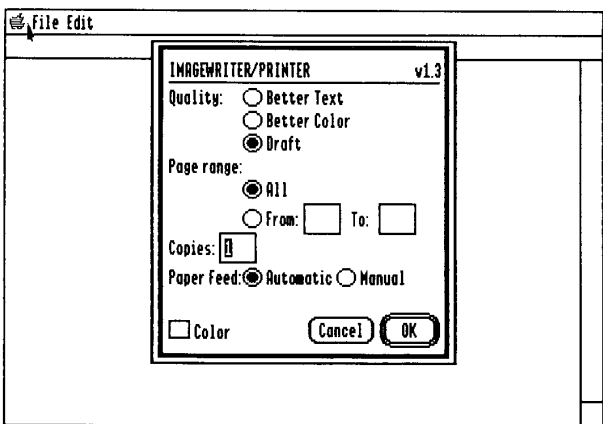 File Edit
IMAGEWRITER/PRINTER v1.3
Quality: Better Text
Better Color
Draft
Page range:
All
From: To:
Copies: 1
Paper Feed: Automatic Manual
Color Cancel OK